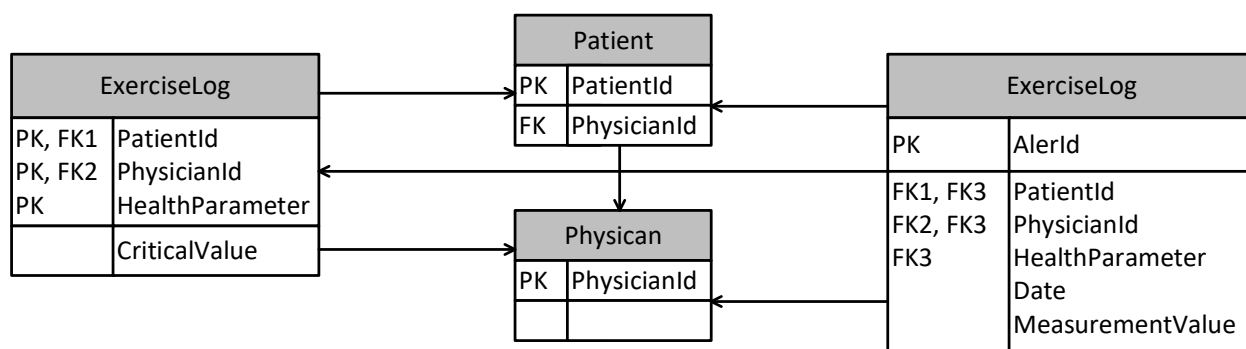 ExerciseLog
PK, FK1 PatientId
PK, FK2 PhysicianId
PK HealthParameter
CriticalValue
Patient
PK PatientId
FK PhysicianId
Physican
PK PhysicianId
ExerciseLog
PK AlerId
FK1, FK3 PatientId
FK2, FK3 PhysicianId
FK3 HealthParameter
Date
MeasurementValue